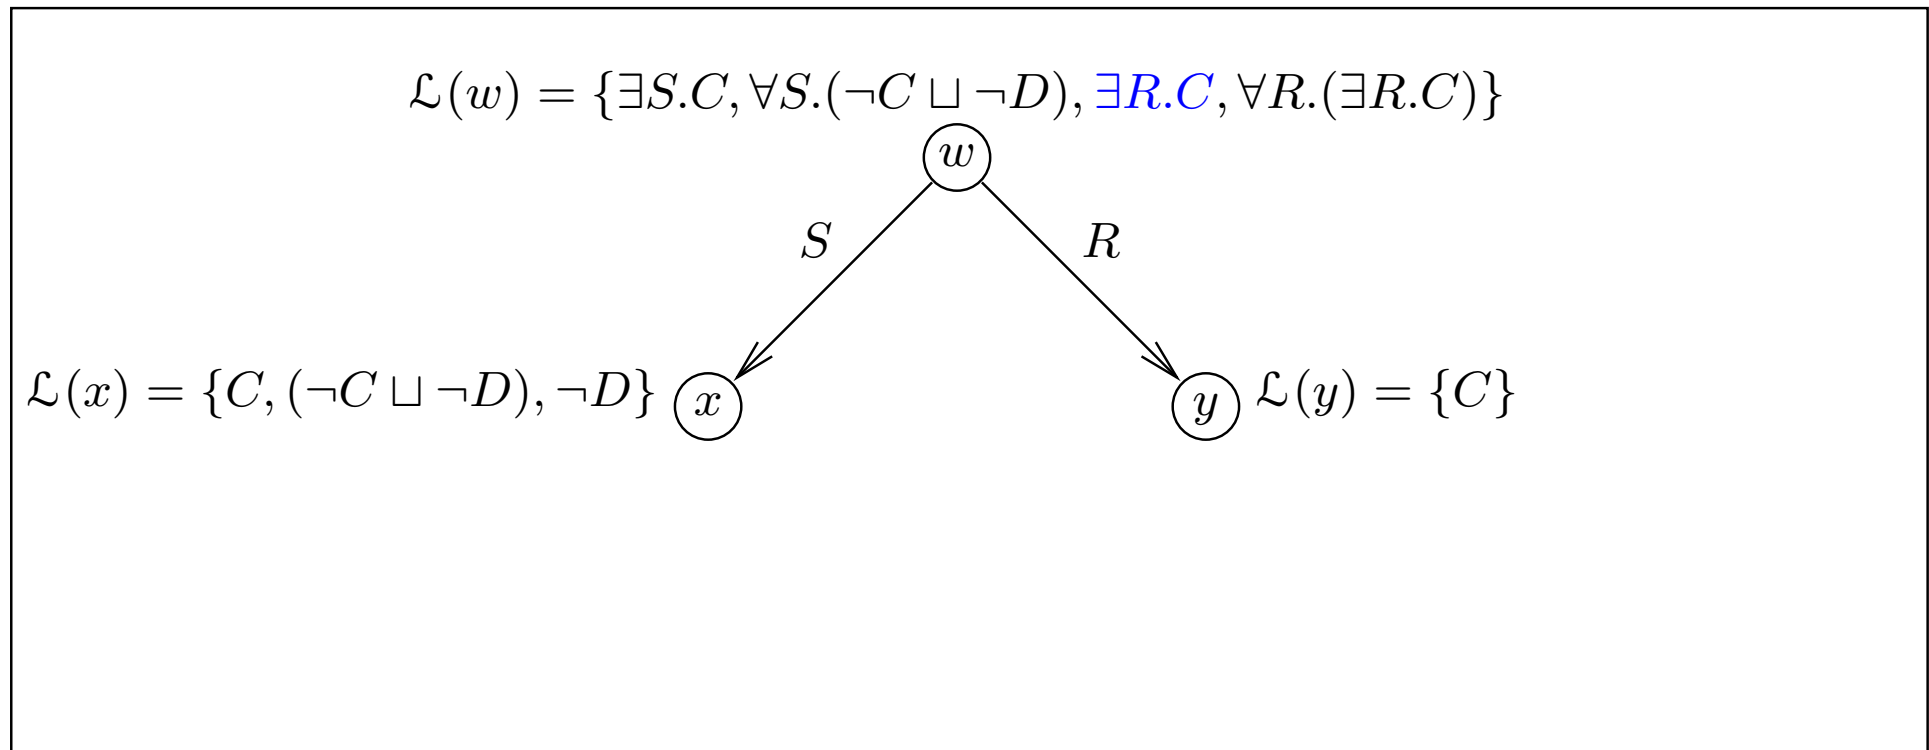 ℒ(w) = {∃S.C, ∀S.(¬C ⊔ ¬D), ∃R.C, ∀R.(∃R.C)}
w
S R
ℒ(x) = {C, (¬C ⊔ ¬D), ¬D} x y ℒ(y) = {C}